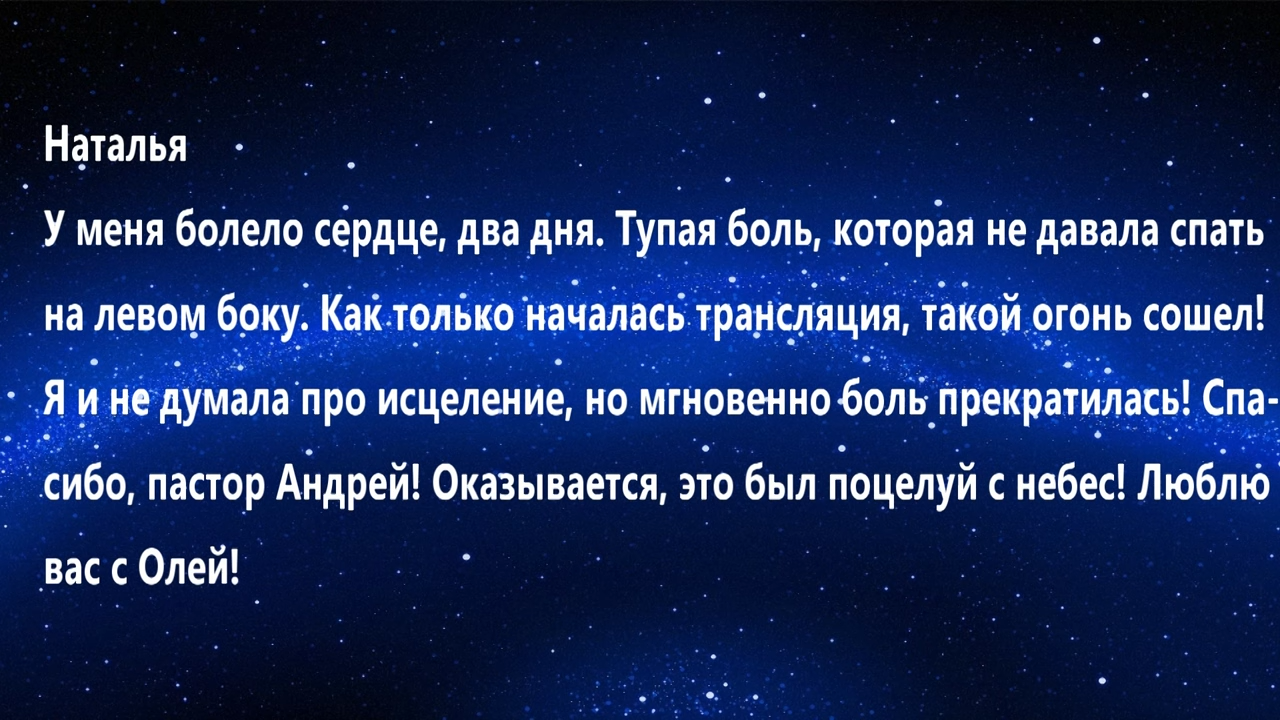 Наталья
У меня болело сердце, два дня. Тупая боль, которая не давала спать
на левом боку. Как только началась трансляция, такой огонь сошел!
Я и не думала про исцеление, но мгновенно боль прекратилась! Спа-
сибо, пастор Андрей! Оказывается, это был поцелуй с небес! Люблю
вас с Олей!